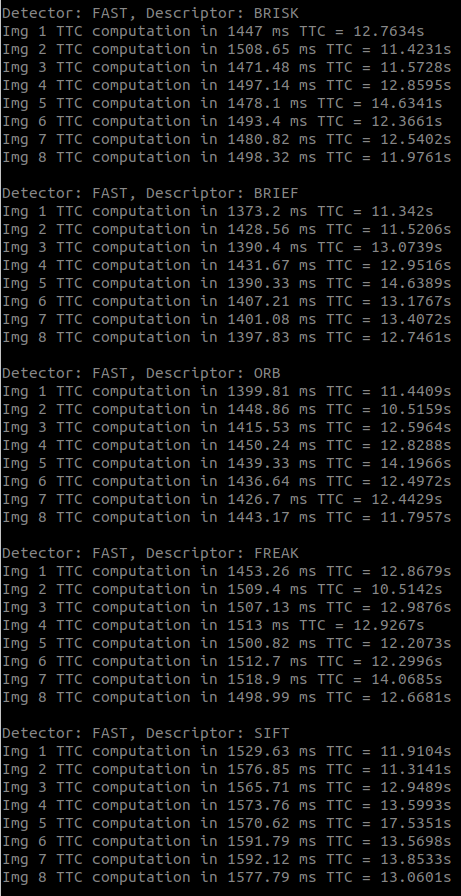 Detector: FAST, Descriptor: BRISK
Img 1 TTC computation in 1447 ms TTC = 12.7634s
Img 2 TTC computation in 1508.65 ms TTC = 11.4231s
Img 3 TTC computation in 1471.48 ms TTC = 11.5728s
Img 4 TTC computation in 1497.14 ms TTC = 12.8595s
Img 5 TTC computation in 1478.1 ms TTC = 14.6341s
Img 6 TTC computation in 1493.4 ms TTC = 12.3661s
Img 7 TTC computation in 1480.82 ms TTC = 12.5402s
Img 8 TTC computation in 1498.32 ms TTC = 11.9761s
Detector: FAST, Descriptor: BRIEF
Img 1 TTC computation in 1373.2 ms TTC = 11.342s
Img 2 TTC computation in 1428.56 ms TTC = 11.5206s
Img 3 TTC computation in 1390.4 ms TTC = 13.0739s
Img 4 TTC computation in 1431.67 ms TTC = 12.9516s
Img 5 TTC computation in 1390.33 ms TTC = 14.6389s
Img 6 TTC computation in 1407.21 ms TTC = 13.1767s
Img 7 TTC computation in 1401.08 ms TTC = 13.4072s
Img 8 TTC computation in 1397.83 ms TTC = 12.7461s
Detector: FAST, Descriptor: ORB
Img 1 TTC computation in 1399.81 ms TTC = 11.4409s
Img 2 TTC computation in 1448.86 ms TTC = 10.5159s
Img 3 TTC computation in 1415.53 ms TTC = 12.5964s
Img 4 TTC computation in 1450.24 ms TTC = 12.8288s
Img 5 TTC computation in 1439.33 ms TTC = 14.1966s
Img 6 TTC computation in 1436.64 ms TTC = 12.4972s
Img 7 TTC computation in 1426.7 ms TTC = 12.4429s
Img 8 TTC computation in 1443.17 ms TTC = 11.7957s
Detector: FAST, Descriptor: FREAK
Img 1 TTC computation in 1453.26 ms TTC = 12.8679s
Img 2 TTC computation in 1509.4 ms TTC = 10.5142s
Img 3 TTC computation in 1507.13 ms TTC = 12.9876s
Img 4 TTC computation in 1513 ms TTC = 12.9267s
Img 5 TTC computation in 1500.82 ms TTC = 12.2073s
Img 6 TTC computation in 1512.7 ms TTC = 12.2996s
Img 7 TTC computation in 1518.9 ms TTC = 14.0685s
Img 8 TTC computation in 1498.99 ms TTC = 12.6681s
Detector: FAST, Descriptor: SIFT
Img 1 TTC computation in 1529.63 ms TTC = 11.9104s
Img 2 TTC computation in 1576.85 ms TTC = 11.3141s
Img 3 TTC computation in 1565.71 ms TTC = 12.9489s
Img 4 TTC computation in 1573.76 ms TTC = 13.5993s
Img 5 TTC computation in 1570.62 ms TTC = 17.5351s
Img 6 TTC computation in 1591.79 ms TTC = 13.5698s
Img 7 TTC computation in 1592.12 ms TTC = 13.8533s
Img 8 TTC computation in 1577.79 ms TTC = 13.0601s